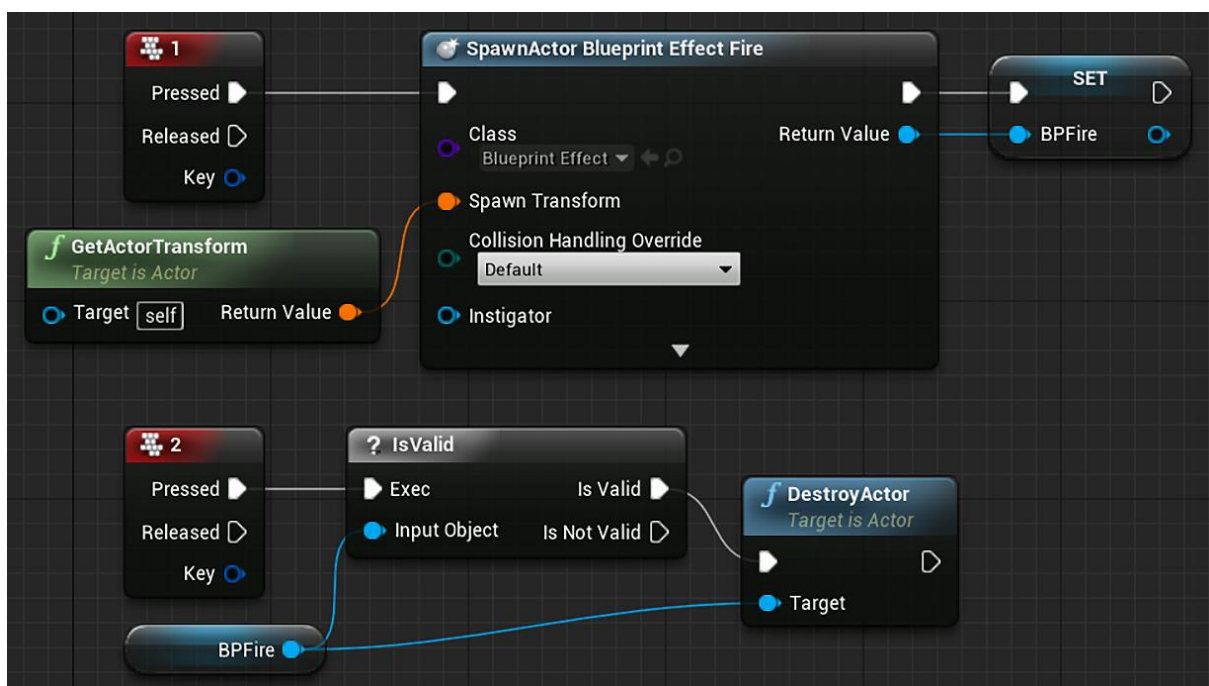 1
Pressed
Released
Key
SpawnActor Blueprint Effect Fire
Class
Blueprint Effect
Return Value
Spawn Transform
Collision Handling Override
Default
Instigator
SET
BPFire
f GetActorTransform
Target is Actor
Target self Return Value
2
Pressed
Released
Key
? IsValid
Exec Is Valid
Input Object Is Not Valid
f DestroyActor
Target is Actor
Target
BPFire